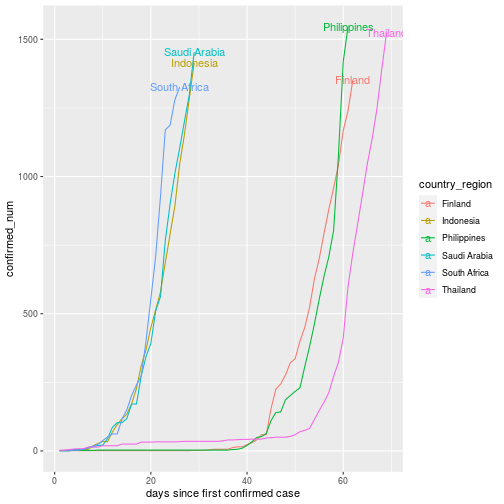 Philippines
Thailand
Saudi Arabia
Indonesia
South Africa
Finland
1500
1000
500
0
0
20
40
60
days since first confirmed case
confirmed_num
country_region
a Finland
a Indonesia
a Philippines
a Saudi Arabia
a South Africa
a Thailand